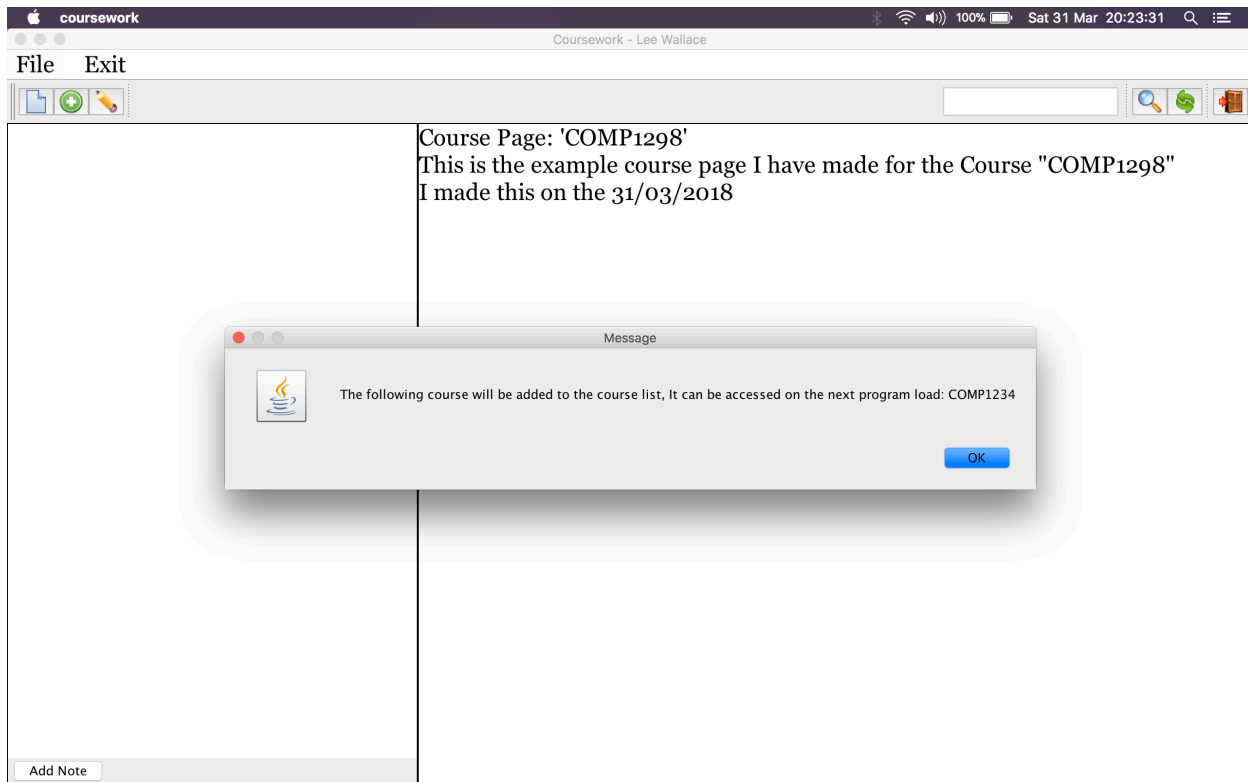 coursework
100%
Sat 31 Mar 20:23:31
Coursework - Lee Wallace
File Exit
Course Page: 'COMP1298'
This is the example course page I have made for the Course "COMP1298"
I made this on the 31/03/2018
Message
The following course will be added to the course list, It can be accessed on the next program load: COMP1234
OK
Add Note